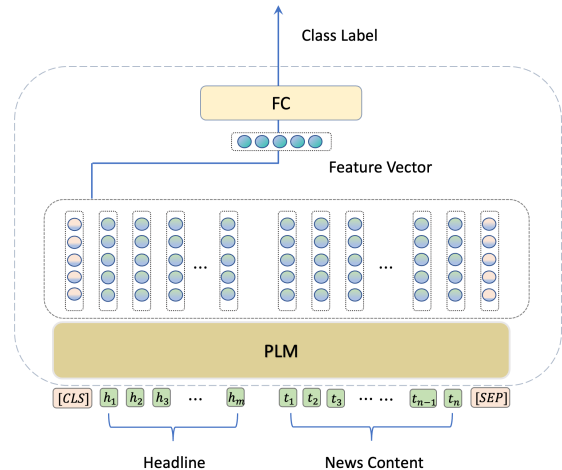 Class Label
FC
Feature Vector
... ...
PLM
[CLS] h₁ h₂ h₃ ... hₘ t₁ t₂ t₃ ... ... tₙ₋₁ tₙ [SEP]
Headline News Content